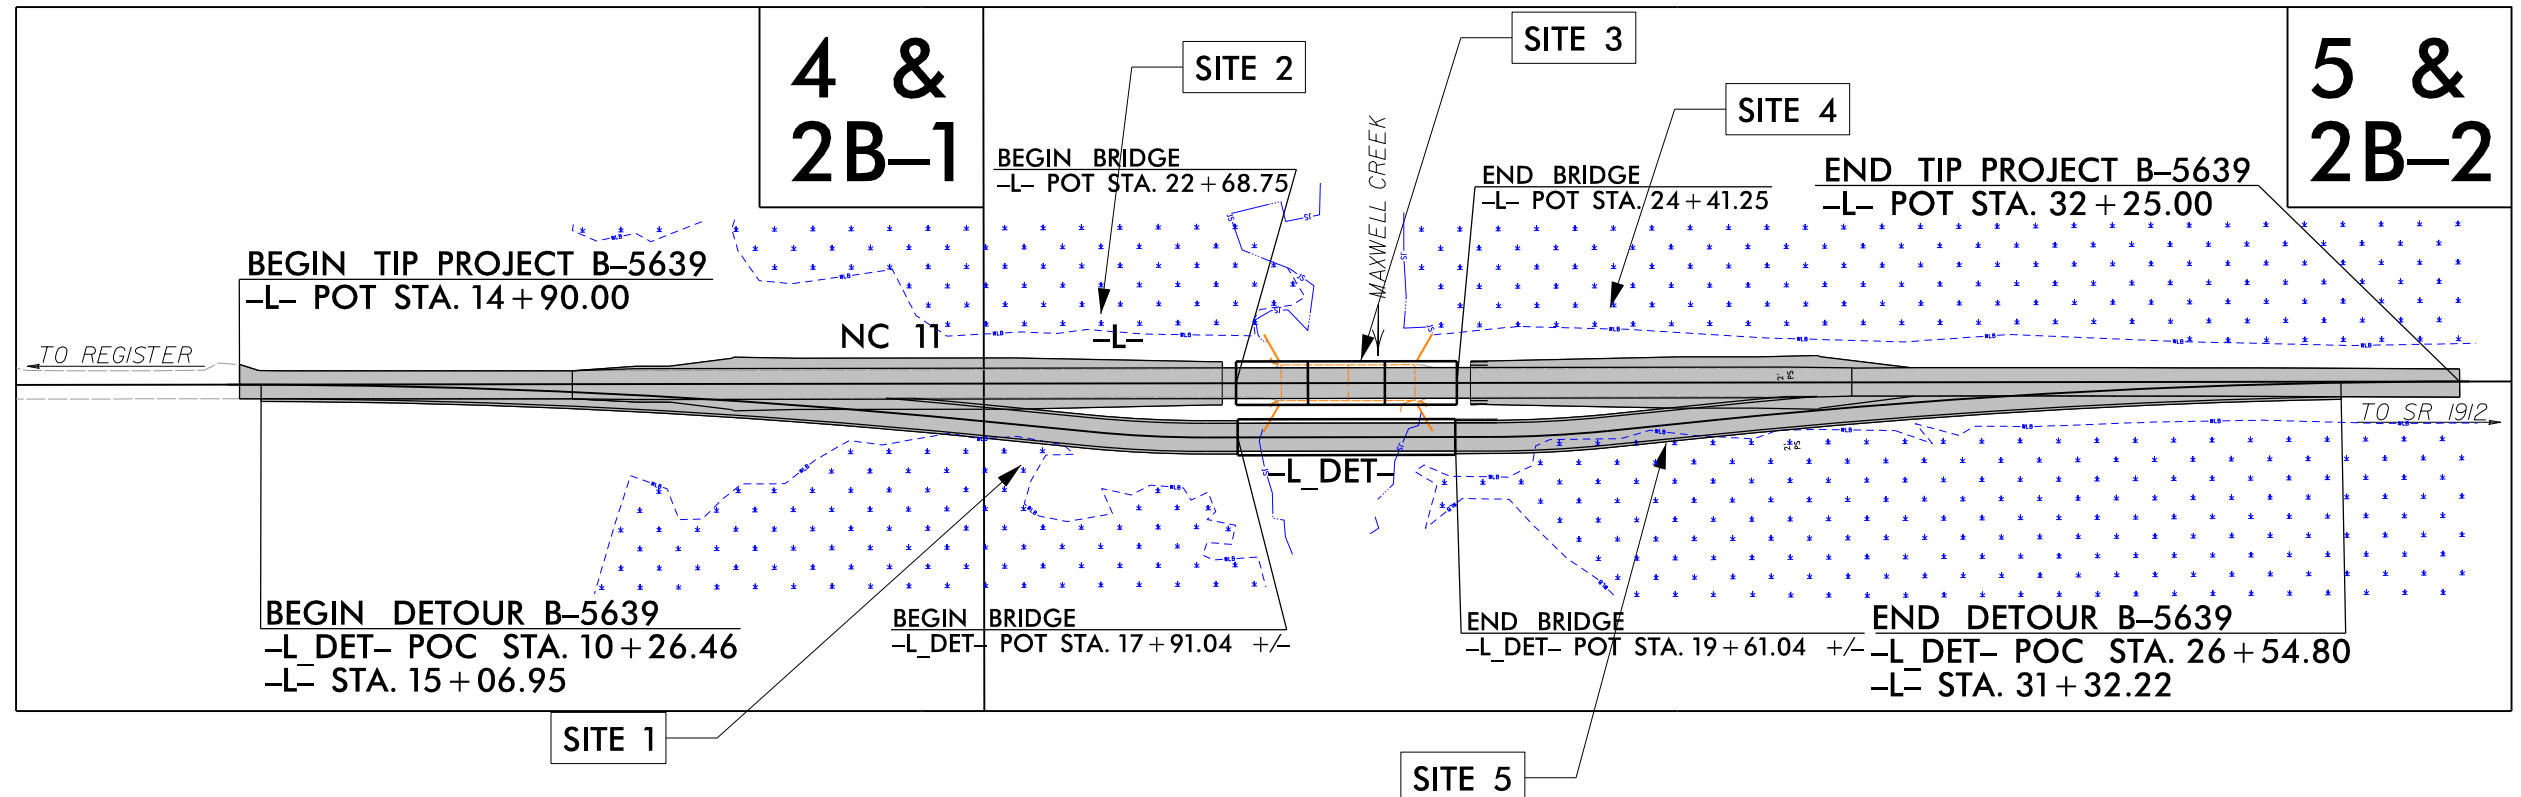 4 &
2B–1
5 &
2B–2
SITE 2
SITE 3
SITE 4
MAXWELL CREEK
BEGIN BRIDGE
–L– POT STA. 22+68.75
END BRIDGE
–L– POT STA. 24+41.25
END TIP PROJECT B–5639
–L– POT STA. 32+25.00
BEGIN TIP PROJECT B–5639
–L– POT STA. 14+90.00
NC 11
–L–
TO REGISTER
TO SR 1912
2'
PS
2'
PS
–L_DET–
BEGIN DETOUR B–5639
–L_DET– POC STA. 10+26.46
–L– STA. 15+06.95
BEGIN BRIDGE
–L_DET– POT STA. 17+91.04 +/–
END BRIDGE
–L_DET– POT STA. 19+61.04 +/–
END DETOUR B–5639
–L_DET– POC STA. 26+54.80
–L– STA. 31+32.22
SITE 1
SITE 5